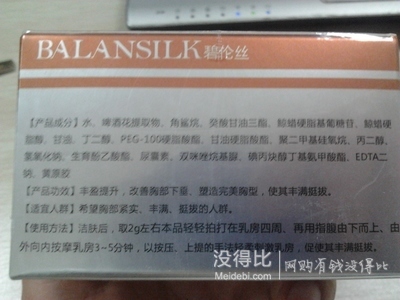 BALANSILK 碧伦丝
【产品成分】水、啤酒花提取物、角鲨烷、癸酸甘油三酯、鲸蜡硬脂基葡糖苷、鲸蜡硬
脂醇、甘油、丁二醇、PEG-100硬脂酸酯、甘油硬脂酸酯、聚二甲基硅氧烷、丙二醇、
氢氧化钠、生育酚乙酸酯、尿囊素、双咪唑烷基脲、碘丙炔醇丁基氨甲酸酯、EDTA二
钠、黄原胶
【产品功效】丰盈提升，改善胸部下垂，塑造完美胸型，使其丰满挺拔。
【适宜人群】希望胸部紧实、丰满、挺拔的人群。
【使用方法】洁肤后，取2g左右本品轻轻拍打在乳房四周、再用指腹由下而上、由
外向内按摩乳房3~5分钟，以按压、上提的手法轻柔刺激乳房，促使其丰满挺拔。
没得比
Meidebi.com
网购有钱没得比